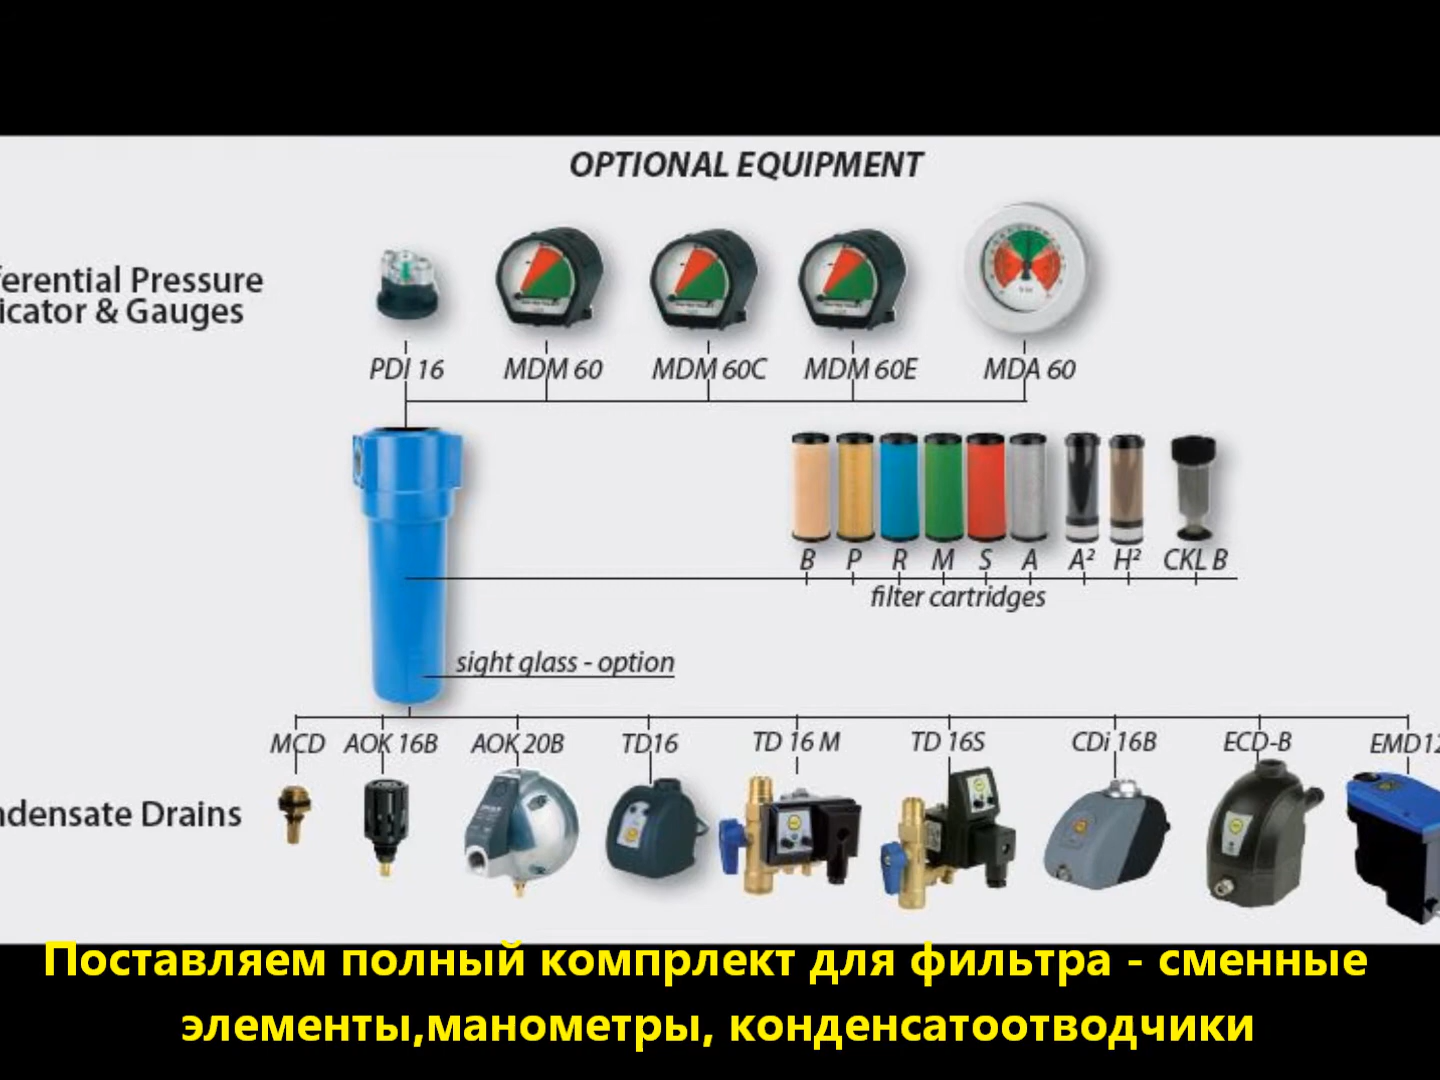 OPTIONAL EQUIPMENT
ferential Pressure
icator & Gauges
PDI 16 MDM 60 MDM 60C MDM 60E MDA 60
B P R M S A A² H² CKL B
filter cartridges
sight glass - option
MCD AOK 16B AOK 20B TD16 TD 16 M TD 16S CDi 16B ECD-B EMD12
ndensate Drains
Поставляем полный компрлект для фильтра - сменные
элементы,манометры, конденсатоотводчики